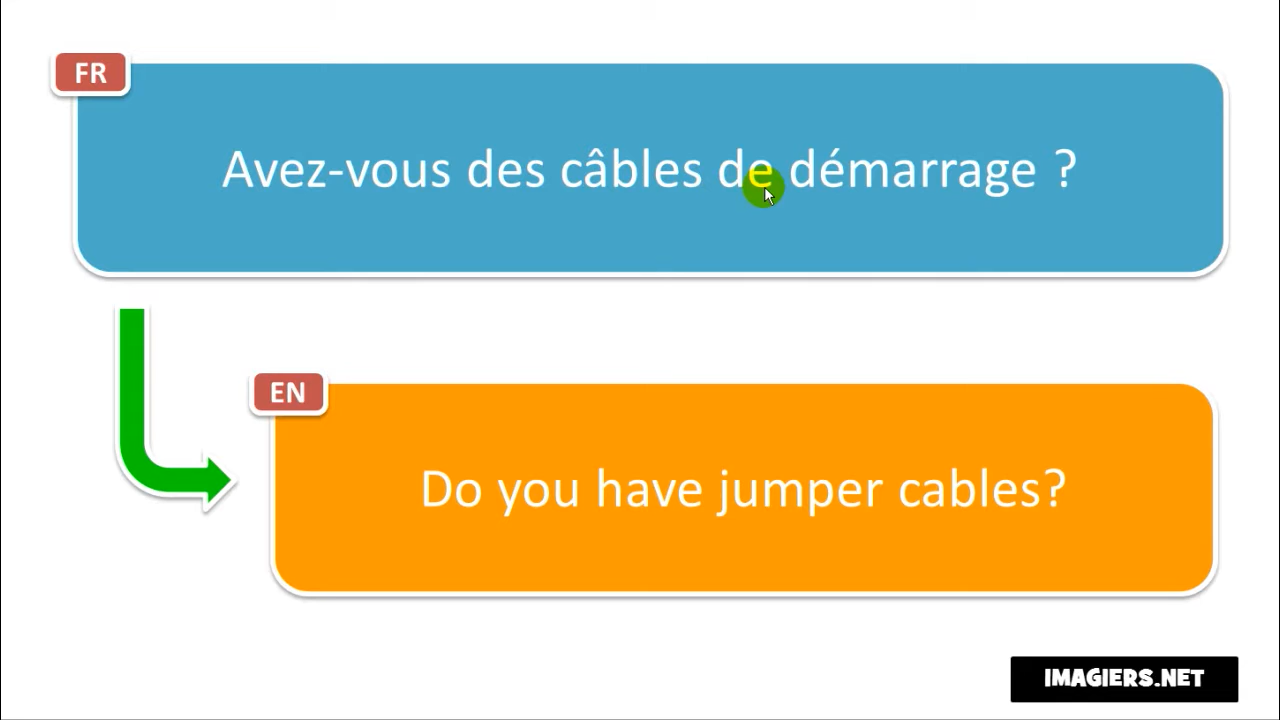 FR
Avez-vous des câbles de démarrage ?
EN
Do you have jumper cables?
IMAGIERS.NET